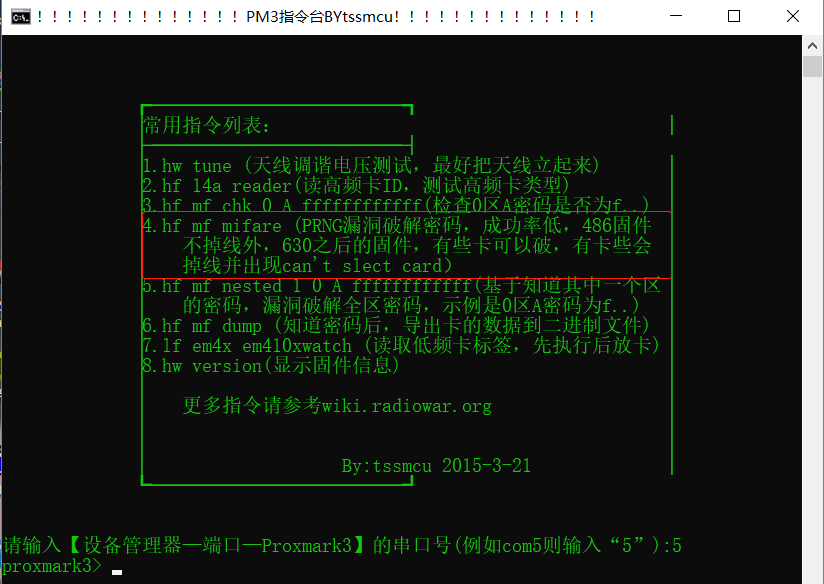 ！！！！！！！！！！！！！！ PM3指令台BYtssmcu！！！！！！！！！！！！！！
常用指令列表：
1.hw tune (天线调谐电压测试，最好把天线立起来)
2.hf 14a reader(读高频卡ID，测试高频卡类型)
3.hf mf chk 0 A ffffffffffff(检查0区A密码是否为f..)
4.hf mf mifare (PRNG漏洞破解密码，成功率低，486固件
不掉线外，630之后的固件，有些卡可以破，有卡些会
掉线并出现can't slect card)
5.hf mf nested 1 0 A ffffffffffff(基于知道其中一个区
的密码，漏洞破解全区密码，示例是0区A密码为f..)
6.hf mf dump (知道密码后，导出卡的数据到二进制文件)
7.lf em4x em410xwatch (读取低频卡标签，先执行后放卡)
8.hw version(显示固件信息)
更多指令请参考wiki.radiowar.org
By:tssmcu 2015-3-21
请输入【设备管理器—端口—Proxmark3】的串口号(例如com5则输入“5”):5
proxmark3>